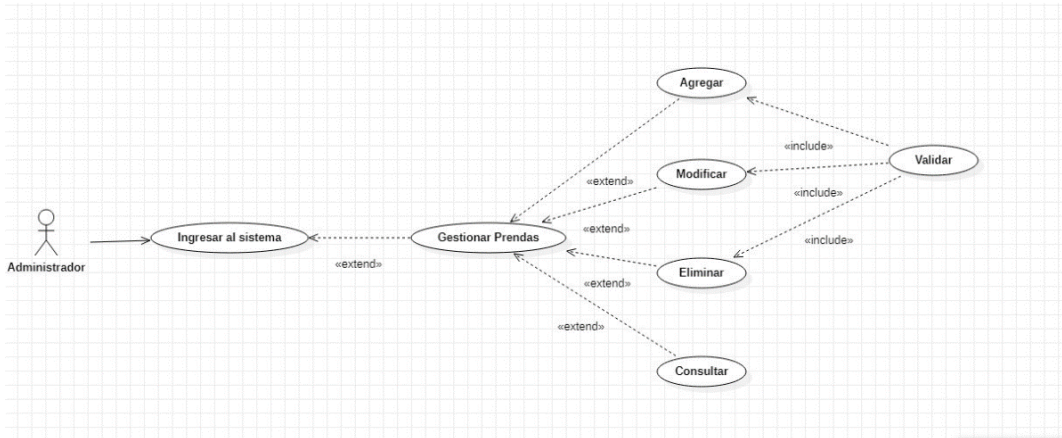 Agregar
«include»
Validar
«extend»
Modificar
«include»
Administrador
Ingresar al sistema
«extend»
Gestionar Prendas
«extend»
«include»
«extend»
Eliminar
«extend»
Consultar